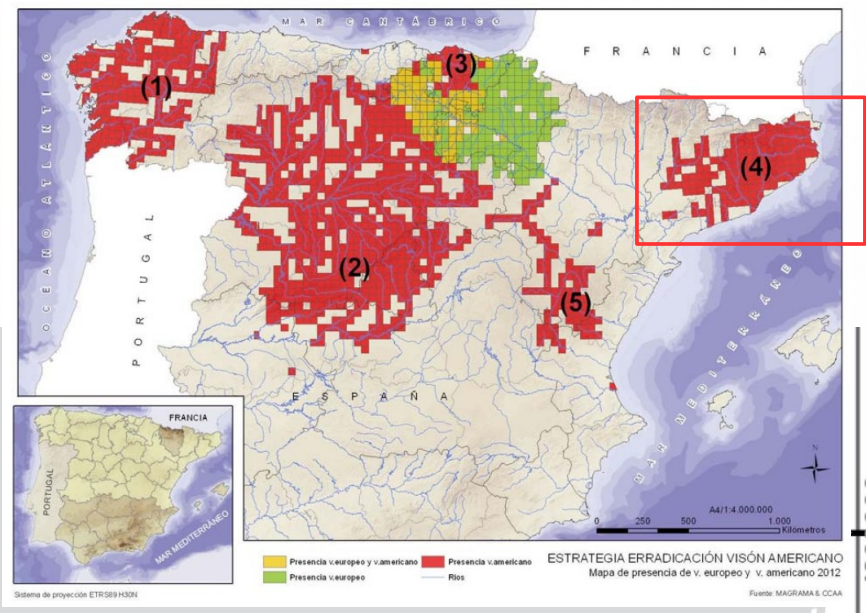 MAR CANTÁBRICO
FRANCIA
OCÉANO ATLÁNTICO
(1)
(3)
(4)
(2)
(5)
PORTUGAL
ESPAÑA
MAR MEDITERRÁNEO
FRANCIA
PORTUGAL
MAR MEDITERRÁNEO
N
A4/1:4.000.000
0 250 500 1.000
Kilómetros
Presencia v.europeo y v.americano
Presencia v.americano
Presencia v.europeo
Rios
ESTRATEGIA ERRADICACIÓN VISÓN AMERICANO
Mapa de presencia de v. europeo y v. americano 2012
Sistema de proyección ETRS89 H30N
Fuente: MAGRAMA & CCAA